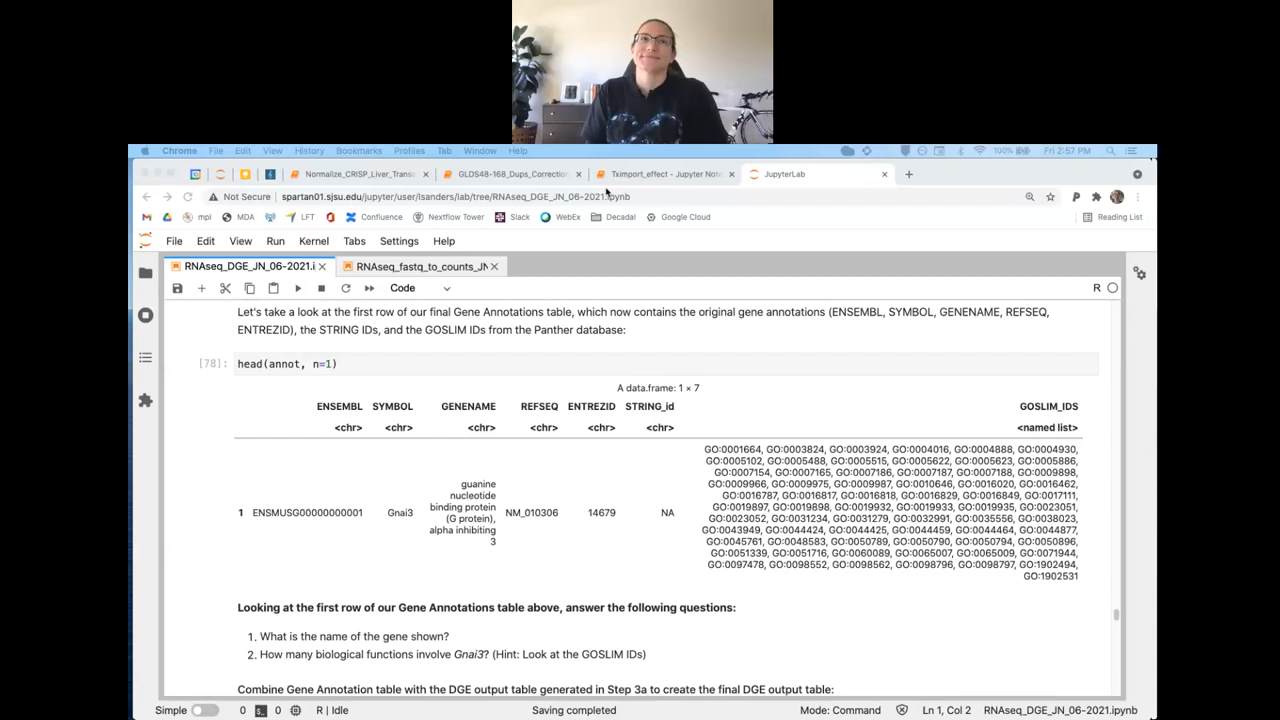 Chrome File Edit View History Bookmarks Profiles Tab Window Help 100% Fri 2:57 PM
Normalize_CRISP_Liver_Transc GLDS48-168_Dups_Correction Tximport_effect - Jupyter Note JupyterLab
Not Secure | spartan01.sjsu.edu/jupyter/user/lsanders/lab/tree/RNAseq_DGE_JN_06-2021.ipynb
mpl MDA LFT Confluence Nextflow Tower Slack WebEx Decadal Google Cloud Reading List
File Edit View Run Kernel Tabs Settings Help
RNAseq_DGE_JN_06-2021.i RNAseq_fastq_to_counts_JN
Code R
Let's take a look at the first row of our final Gene Annotations table, which now contains the original gene annotations (ENSEMBL, SYMBOL, GENENAME, REFSEQ,
ENTREZID), the STRING IDs, and the GOSLIM IDs from the Panther database:
[78]: head(annot, n=1)
A data.frame: 1 × 7
ENSEMBL SYMBOL GENENAME REFSEQ ENTREZID STRING_id GOSLIM_IDS
<chr> <chr> <chr> <chr> <chr> <chr> <named list>
GO:0001664, GO:0003824, GO:0003924, GO:0004016, GO:0004888, GO:0004930,
GO:0005102, GO:0005488, GO:0005515, GO:0005622, GO:0005623, GO:0005886,
GO:0007154, GO:0007165, GO:0007186, GO:0007187, GO:0007188, GO:0009898,
GO:0009966, GO:0009975, GO:0009987, GO:0010646, GO:0016020, GO:0016462,
GO:0016787, GO:0016817, GO:0016818, GO:0016829, GO:0016849, GO:0017111,
GO:0019897, GO:0019898, GO:0019932, GO:0019933, GO:0019935, GO:0023051,
GO:0023052, GO:0031234, GO:0031279, GO:0032991, GO:0035556, GO:0038023,
GO:0043949, GO:0044424, GO:0044425, GO:0044459, GO:0044464, GO:0044877,
GO:0045761, GO:0048583, GO:0050789, GO:0050790, GO:0050794, GO:0050896,
GO:0051339, GO:0051716, GO:0060089, GO:0065007, GO:0065009, GO:0071944,
GO:0097478, GO:0098552, GO:0098562, GO:0098796, GO:0098797, GO:1902494,
GO:1902531
guanine
nucleotide
binding protein
(G protein),
alpha inhibiting
3
1 ENSMUSG00000000001 Gnai3 NM_010306 14679 NA
Looking at the first row of our Gene Annotations table above, answer the following questions:
1. What is the name of the gene shown?
2. How many biological functions involve Gnai3? (Hint: Look at the GOSLIM IDs)
Combine Gene Annotation table with the DGE output table generated in Step 3a to create the final DGE output table:
Simple 0 0 R | Idle Saving completed Mode: Command Ln 1, Col 2 RNAseq_DGE_JN_06-2021.ipynb